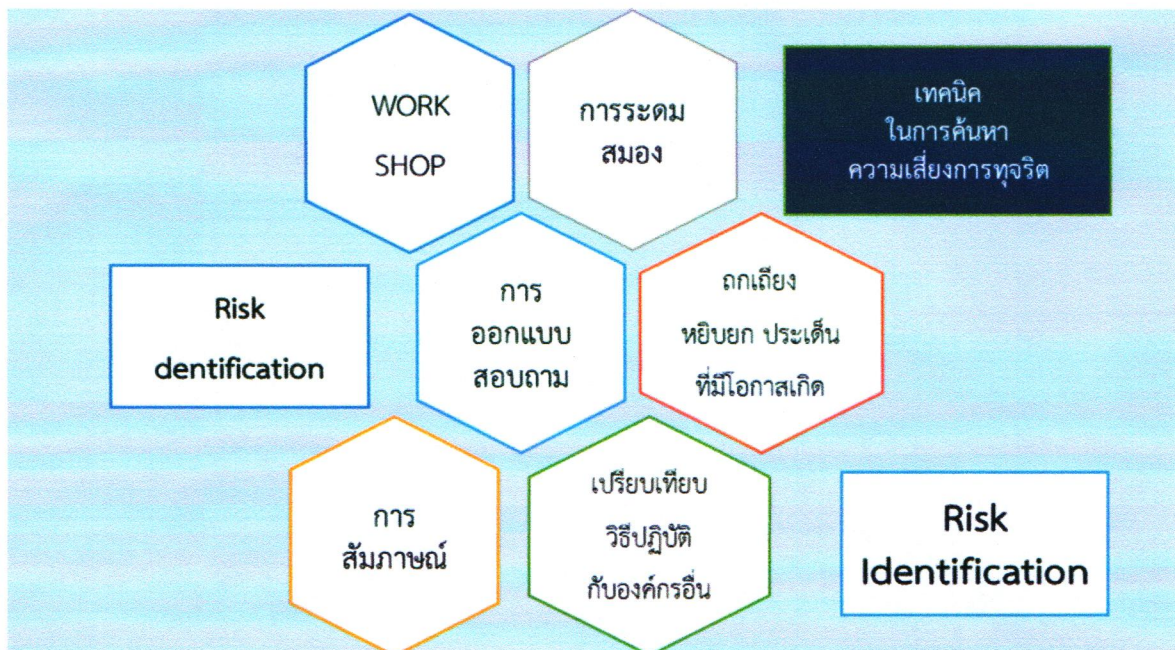 WORK
SHOP
การระดม
สมอง
เทคนิค
ในการค้นหา
ความเสี่ยงการทุจริต
Risk
dentification
การ
ออกแบบ
สอบถาม
ถกเถียง
หยิบยก ประเด็น
ที่มีโอกาสเกิด
การ
สัมภาษณ์
เปรียบเทียบ
วิธีปฏิบัติ
กับองค์กรอื่น
Risk
Identification